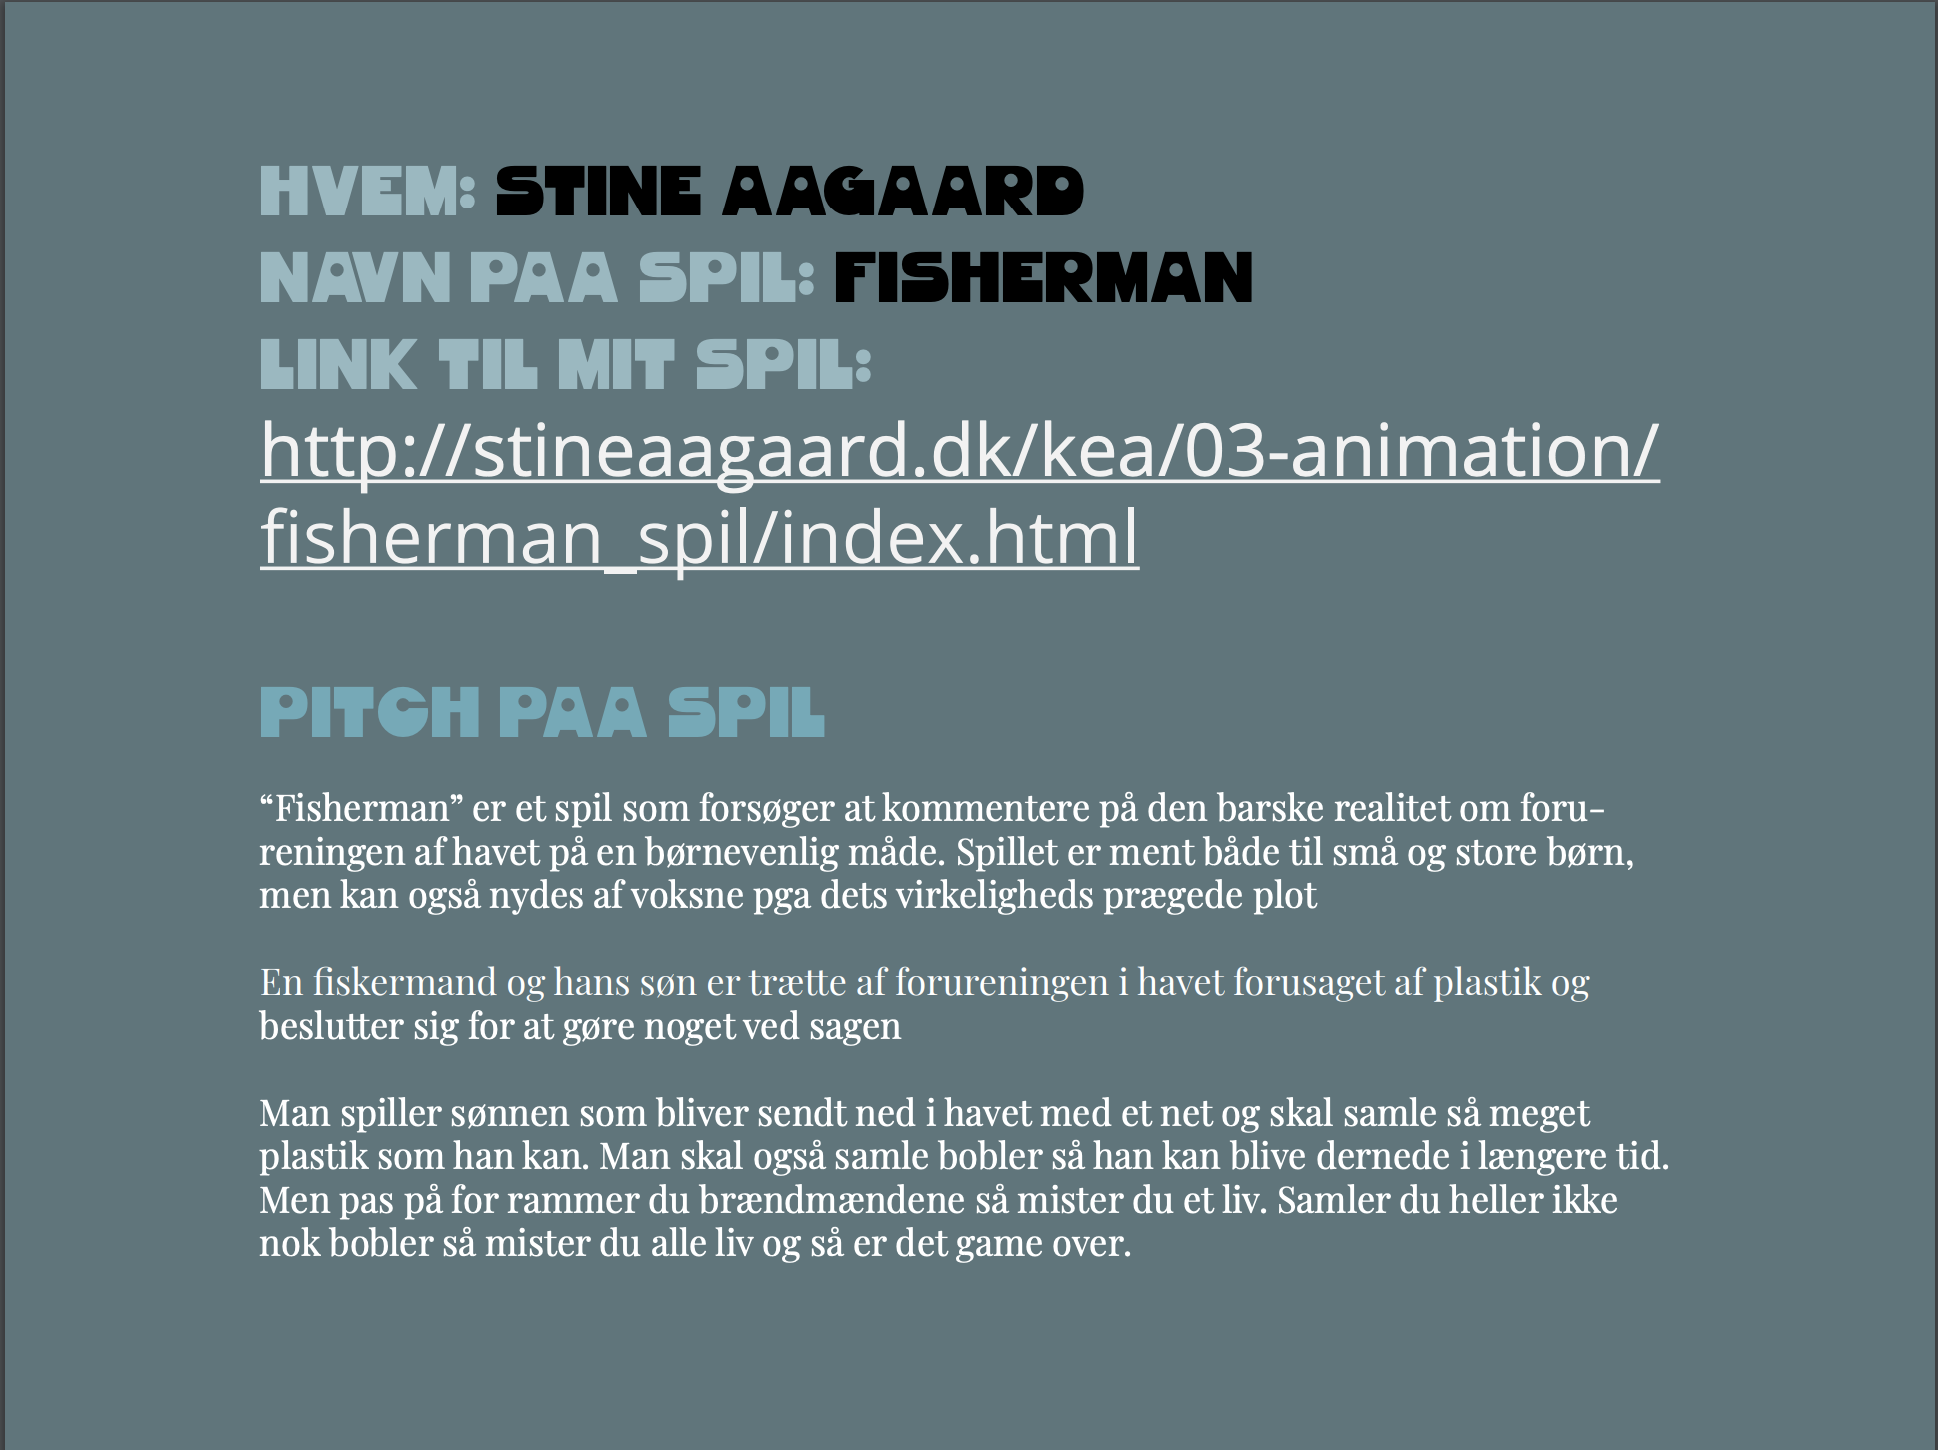 HVEM: STINE AAGAARD
NAVN PAA SPIL: FISHERMAN
LINK TIL MIT SPIL:
http://stineaagaard.dk/kea/03-animation/
fisherman_spil/index.html
PITCH PAA SPIL
“Fisherman” er et spil som forsøger at kommentere på den barske realitet om foru-
reningen af havet på en børnevenlig måde. Spillet er ment både til små og store børn,
men kan også nydes af voksne pga dets virkeligheds prægede plot
En fiskermand og hans søn er trætte af forureningen i havet forusaget af plastik og
beslutter sig for at gøre noget ved sagen
Man spiller sønnen som bliver sendt ned i havet med et net og skal samle så meget
plastik som han kan. Man skal også samle bobler så han kan blive dernede i længere tid.
Men pas på for rammer du brændmændene så mister du et liv. Samler du heller ikke
nok bobler så mister du alle liv og så er det game over.